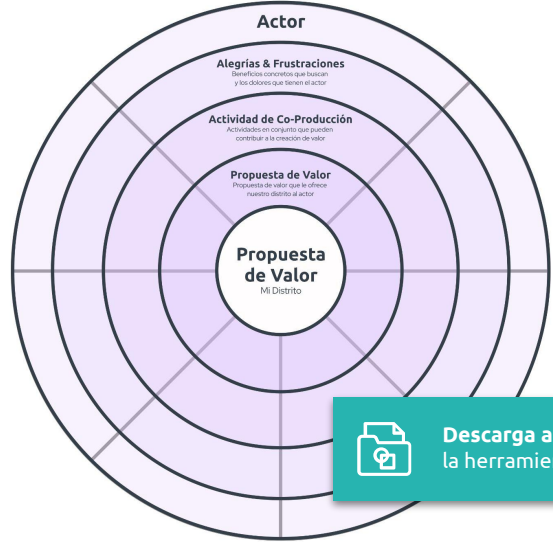 Actor
Alegrías & Frustraciones
Beneficios concretos que buscan
y los dolores que tienen el actor
Actividad de Co-Producción
Actividades en conjunto que pueden
contribuir a la creación de valor
Propuesta de Valor
Propuesta de valor que le ofrece
nuestro distrito al actor
Propuesta
de Valor
Mi Distrito
Descarga a
la herramie